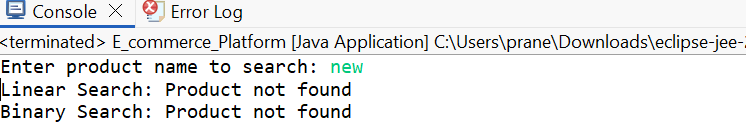 Console × Error Log
<terminated> E_commerce_Platform [Java Application] C:\Users\prane\Downloads\eclipse-jee-
Enter product name to search: new
Linear Search: Product not found
Binary Search: Product not found